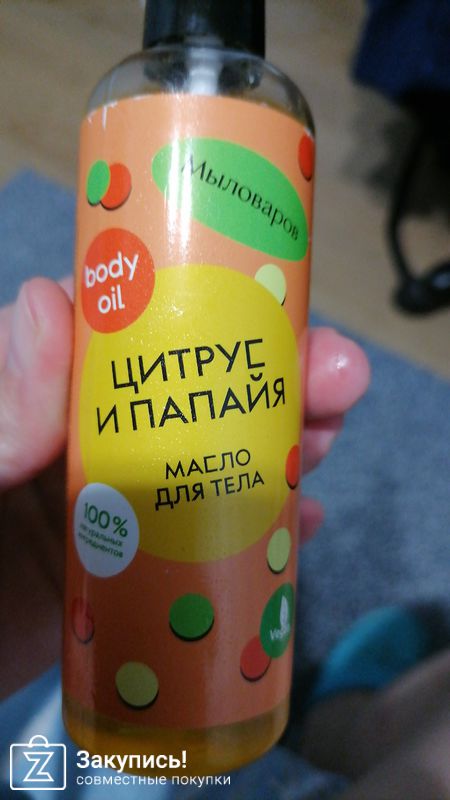 Мыловаров
body
oil
ЦИТРУС
И ПАПАЙЯ
МАСЛО
ДЛЯ ТЕЛА
100%
натуральных
ингредиентов
Vegan
Закупись!
совместные покупки